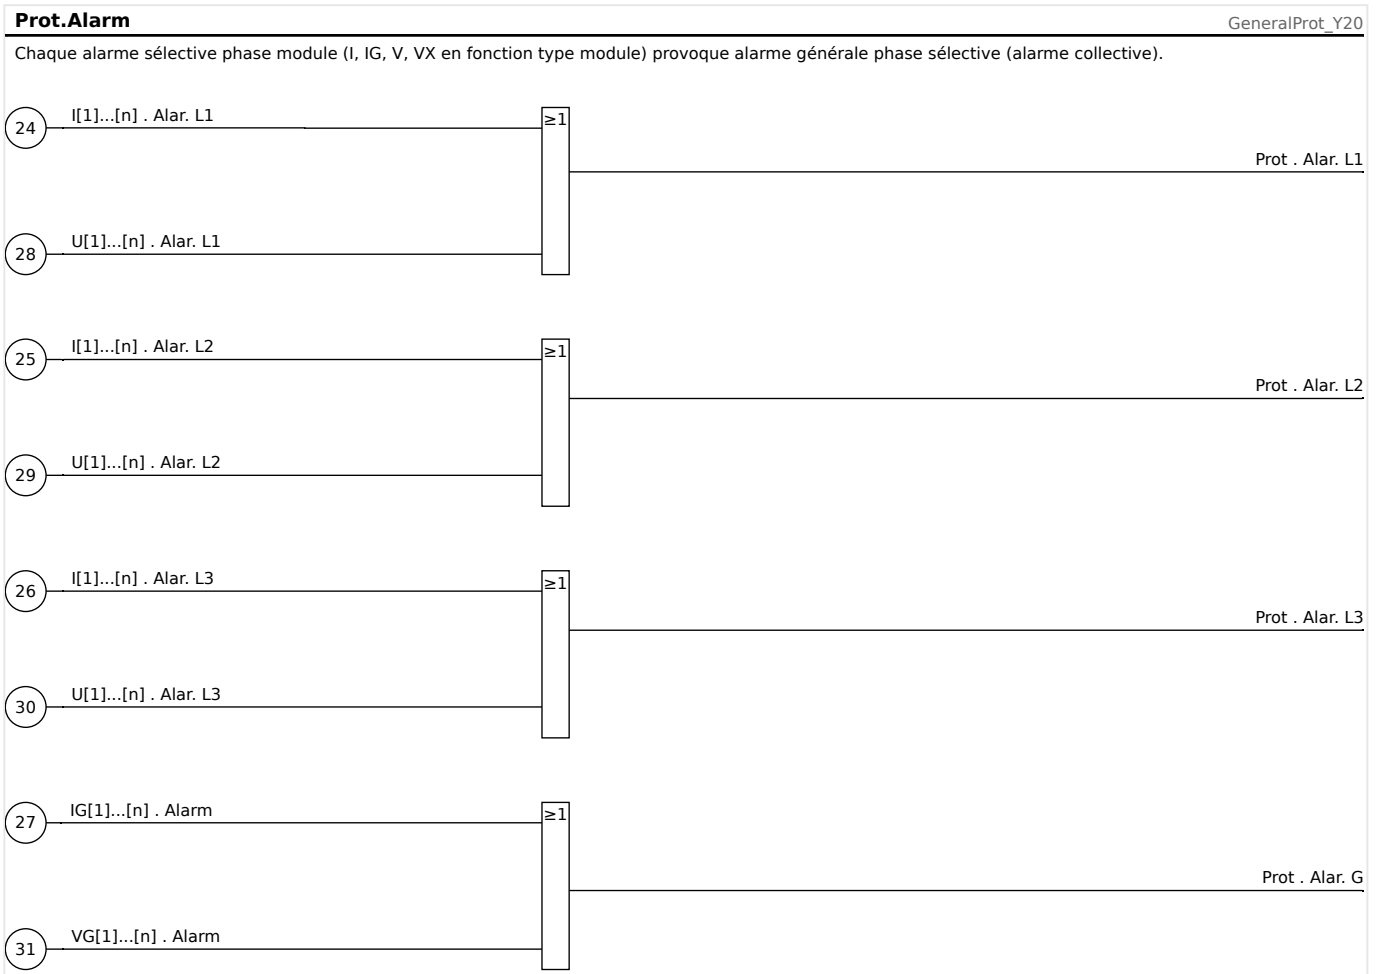 Prot.Alarm
GeneralProt_Y20
Chaque alarme sélective phase module (I, IG, V, VX en fonction type module) provoque alarme générale phase sélective (alarme collective).
24 I[1]...[n] . Alar. L1
≥1
Prot . Alar. L1
28 U[1]...[n] . Alar. L1
25 I[1]...[n] . Alar. L2
≥1
Prot . Alar. L2
29 U[1]...[n] . Alar. L2
26 I[1]...[n] . Alar. L3
≥1
Prot . Alar. L3
30 U[1]...[n] . Alar. L3
27 IG[1]...[n] . Alarm
≥1
Prot . Alar. G
31 VG[1]...[n] . Alarm